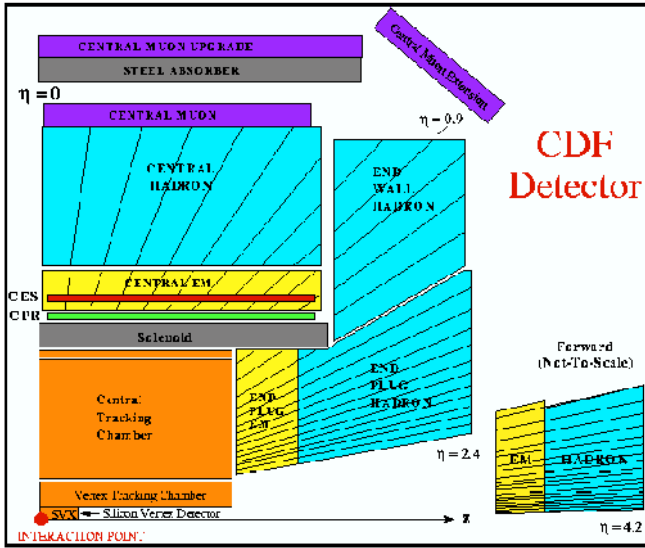 CENTRAL MUON UPGRADE
STEEL ABSORBER
Central Muon Extension
η=0
CENTRAL MUON
η=0.9
CDF
Detector
CENTRAL
HADRON
END
WALL
HADRON
CENTRAL EM
CES
CPR
Solenoid
Forward
(Not-To-Scale)
Central
Tracking
Chamber
END
PLUG
EM
END
PLUG
HADRON
η=2.4
EM
HADRON
Vertex Tracking Chamber
SVX
Silicon Vertex Detector
Z
η=4.2
INTERACTION POINT